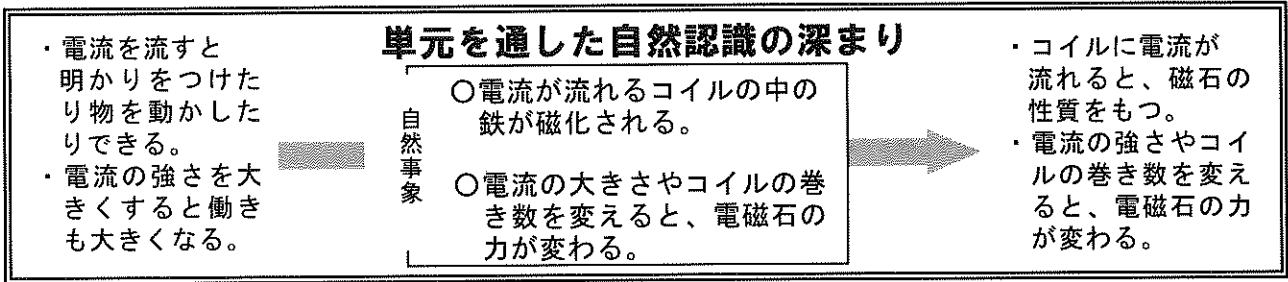 単元を通した自然認識の深まり
・電流を流すと
明かりをつけた
り物を動かした
りできる。
・電流の強さを大
きくすると働き
も大きくなる。
自然事象
○電流が流れるコイルの中の
鉄が磁化される。
○電流の大きさやコイルの巻
き数を変えると、電磁石の
力が変わる。
・コイルに電流が
流れると、磁石の
性質をもつ。
・電流の強さやコイ
ルの巻き数を変え
ると、電磁石の力
が変わる。